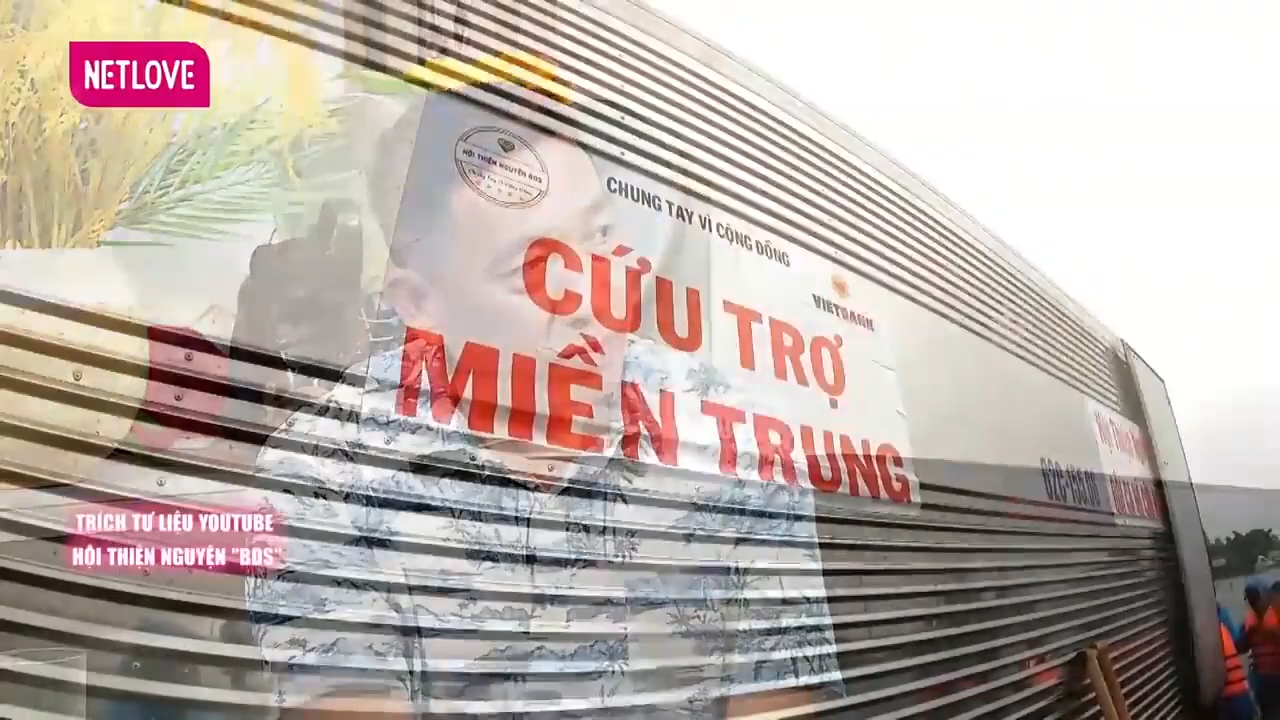 NETLOVE
HỘI THIỆN NGUYỆN BDS
CHUNG TAY VÌ CỘNG ĐỒNG
CỨU TRỢ
VIETBANK
MIỀN TRUNG
TRÍCH TƯ LIỆU YOUTUBE
HỘI THIỆN NGUYỆN "BDS"